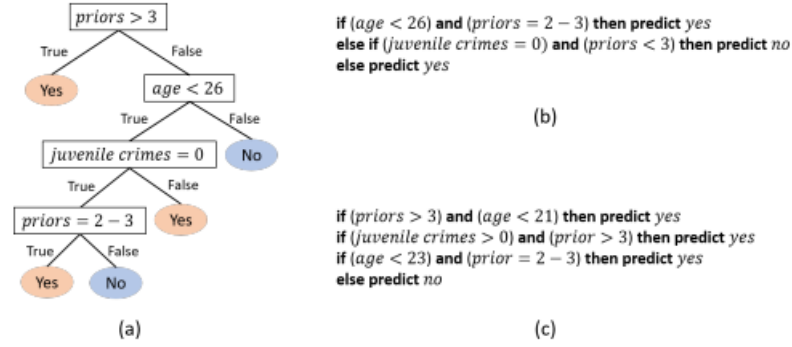 priors > 3
True
False
Yes
age < 26
True
False
juvenile crimes = 0
No
True
False
priors = 2 − 3
Yes
True
False
Yes
No
(a)
if (age < 26) and (priors = 2 − 3) then predict yes
else if (juvenile crimes = 0) and (priors < 3) then predict no
else predict yes
(b)
if (priors > 3) and (age < 21) then predict yes
if (juvenile crimes > 0) and (prior > 3) then predict yes
if (age < 23) and (prior = 2 − 3) then predict yes
else predict no
(c)